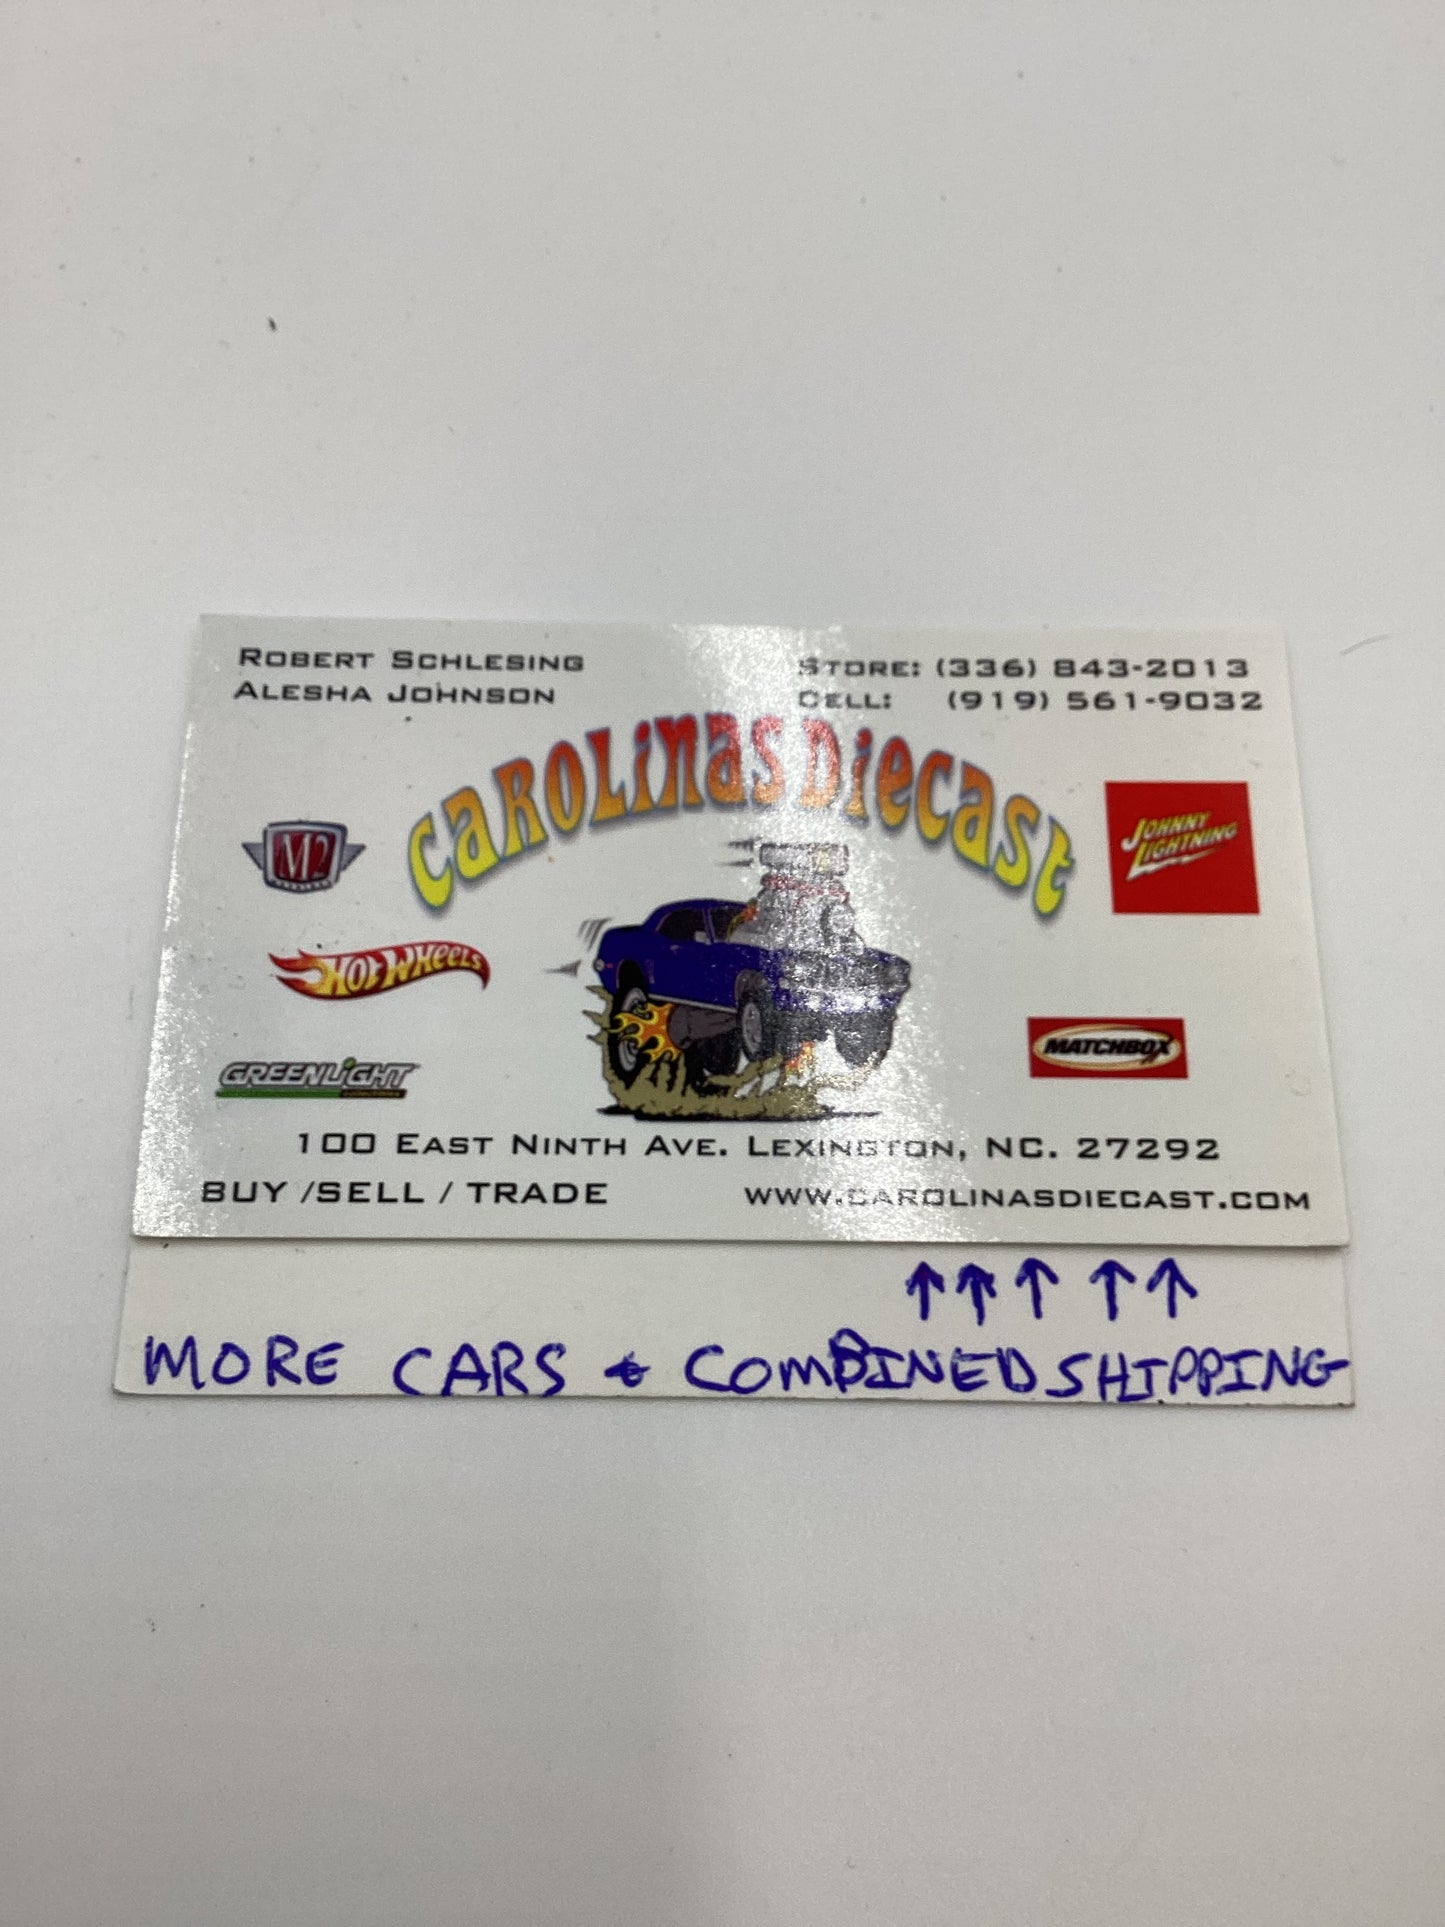 ROBERT SCHLESING
ALESHA JOHNSON
STORE: (336) 843-2013
CELL: (919) 561-9032
CAROLINAS DIECAST
M2
JOHNNY
LIGHTNING
HOT WHEELS
MATCHBOX
GREENLIGHT
100 EAST NINTH AVE. LEXINGTON, NC. 27292
BUY /SELL / TRADE
WWW.CAROLINASDIECAST.COM
↑↑↑ ↑↑
MORE CARS & COMBINED SHIPPING